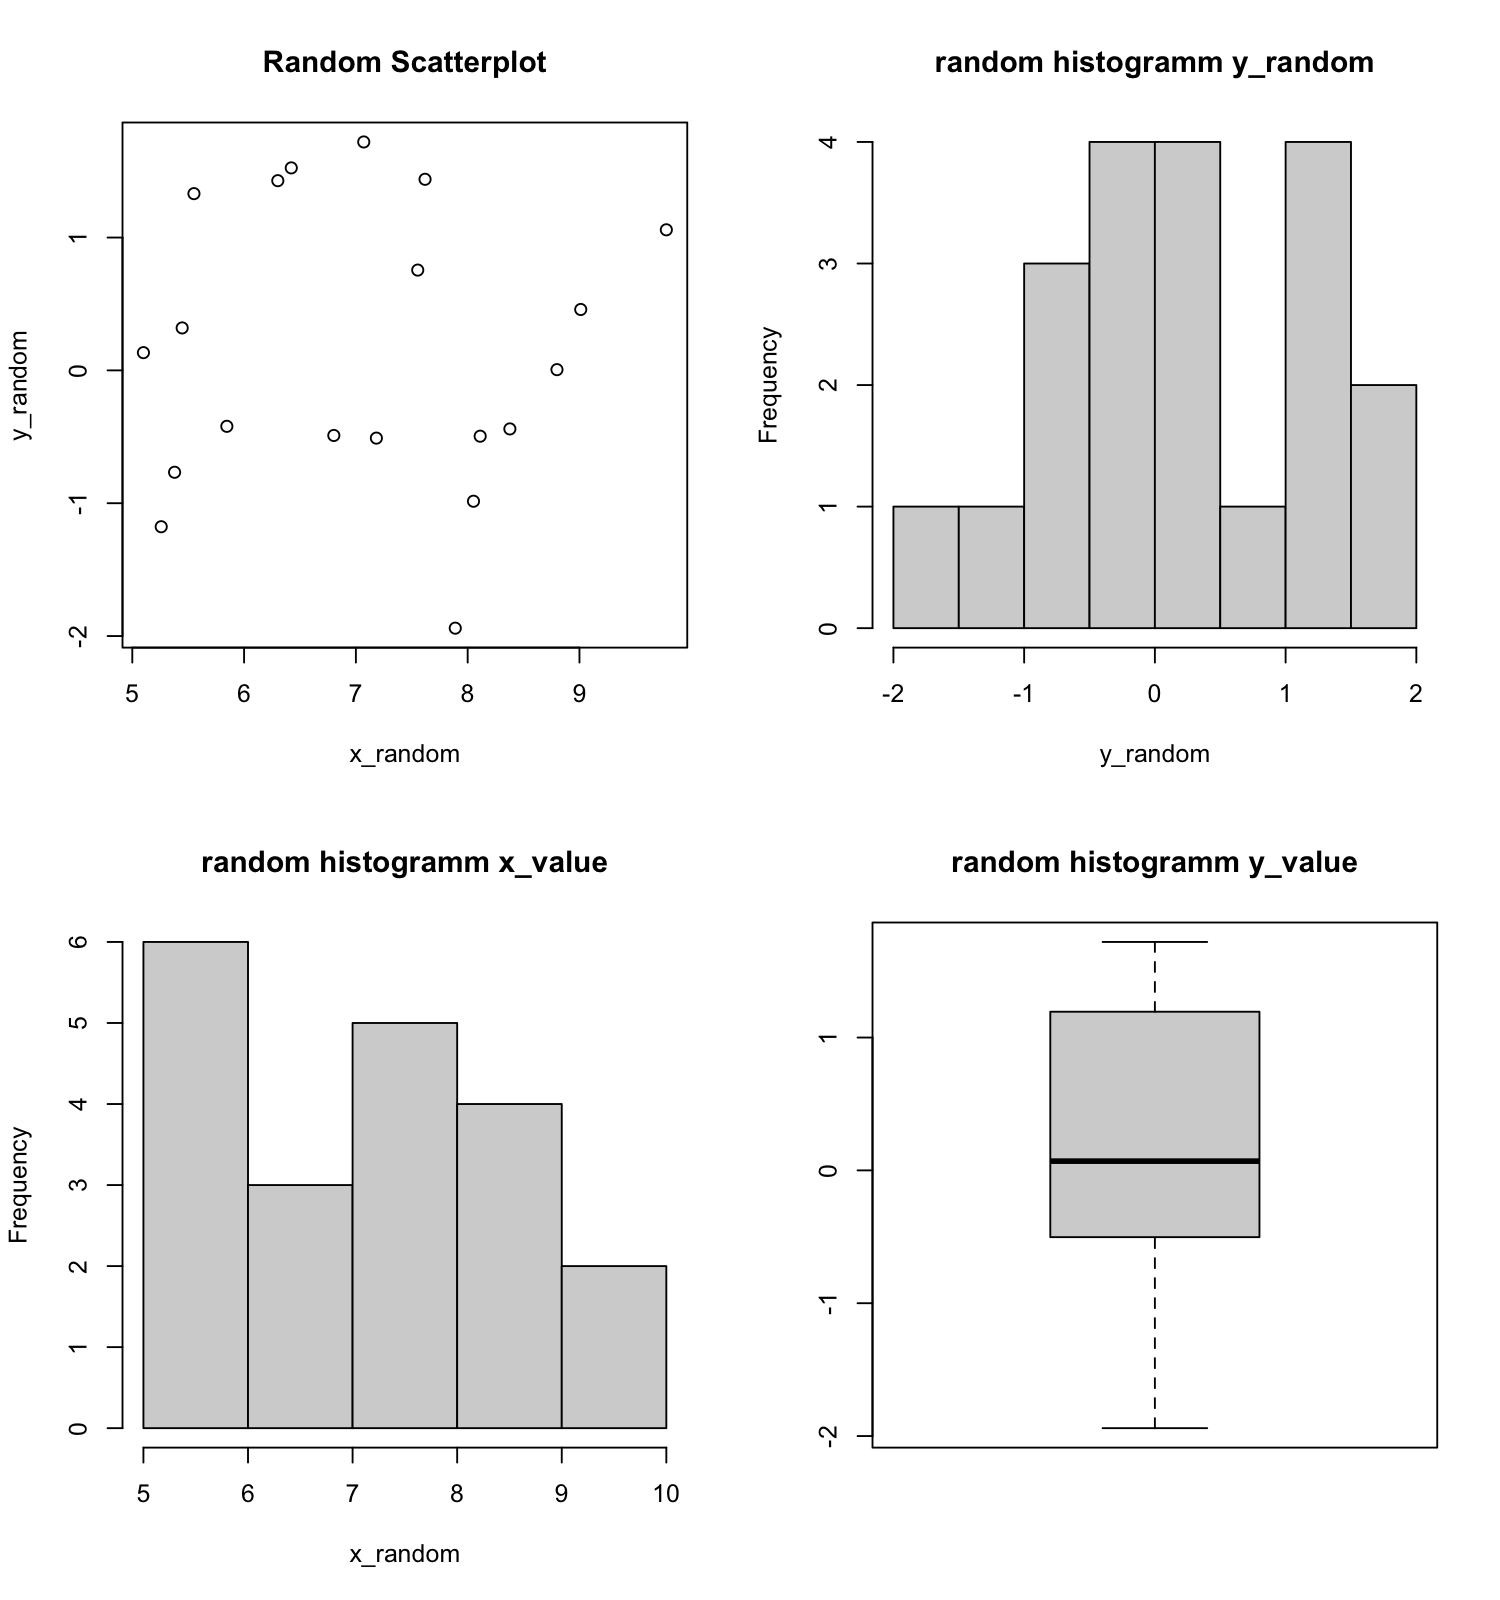 Random Scatterplot
y_random
1
0
-1
-2
5 6 7 8 9
x_random
random histogramm y_random
Frequency
4
3
2
1
0
-2 -1 0 1 2
y_random
random histogramm x_value
Frequency
6
5
4
3
2
1
0
5 6 7 8 9 10
x_random
random histogramm y_value
1
0
-1
-2